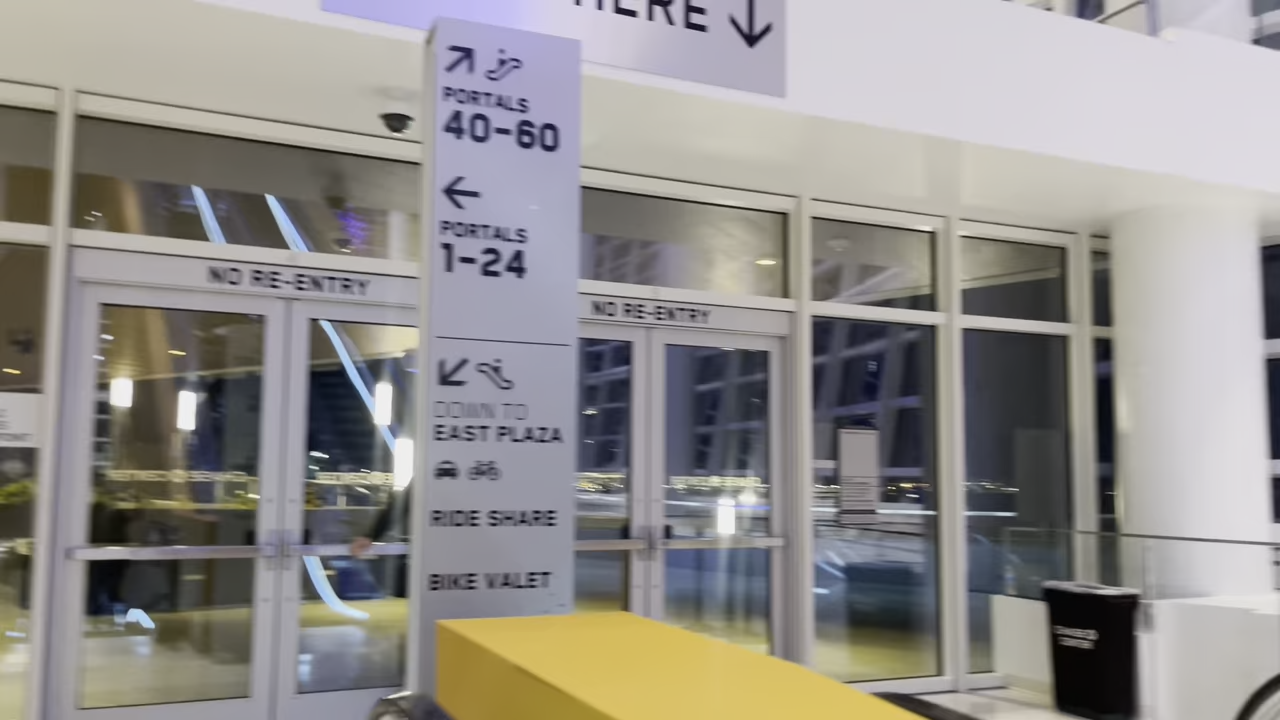 HERE
PORTALS
40-60
PORTALS
1-24
NO RE-ENTRY
NO RE-ENTRY
DOWN TO
EAST PLAZA
RIDE SHARE
BIKE VALET